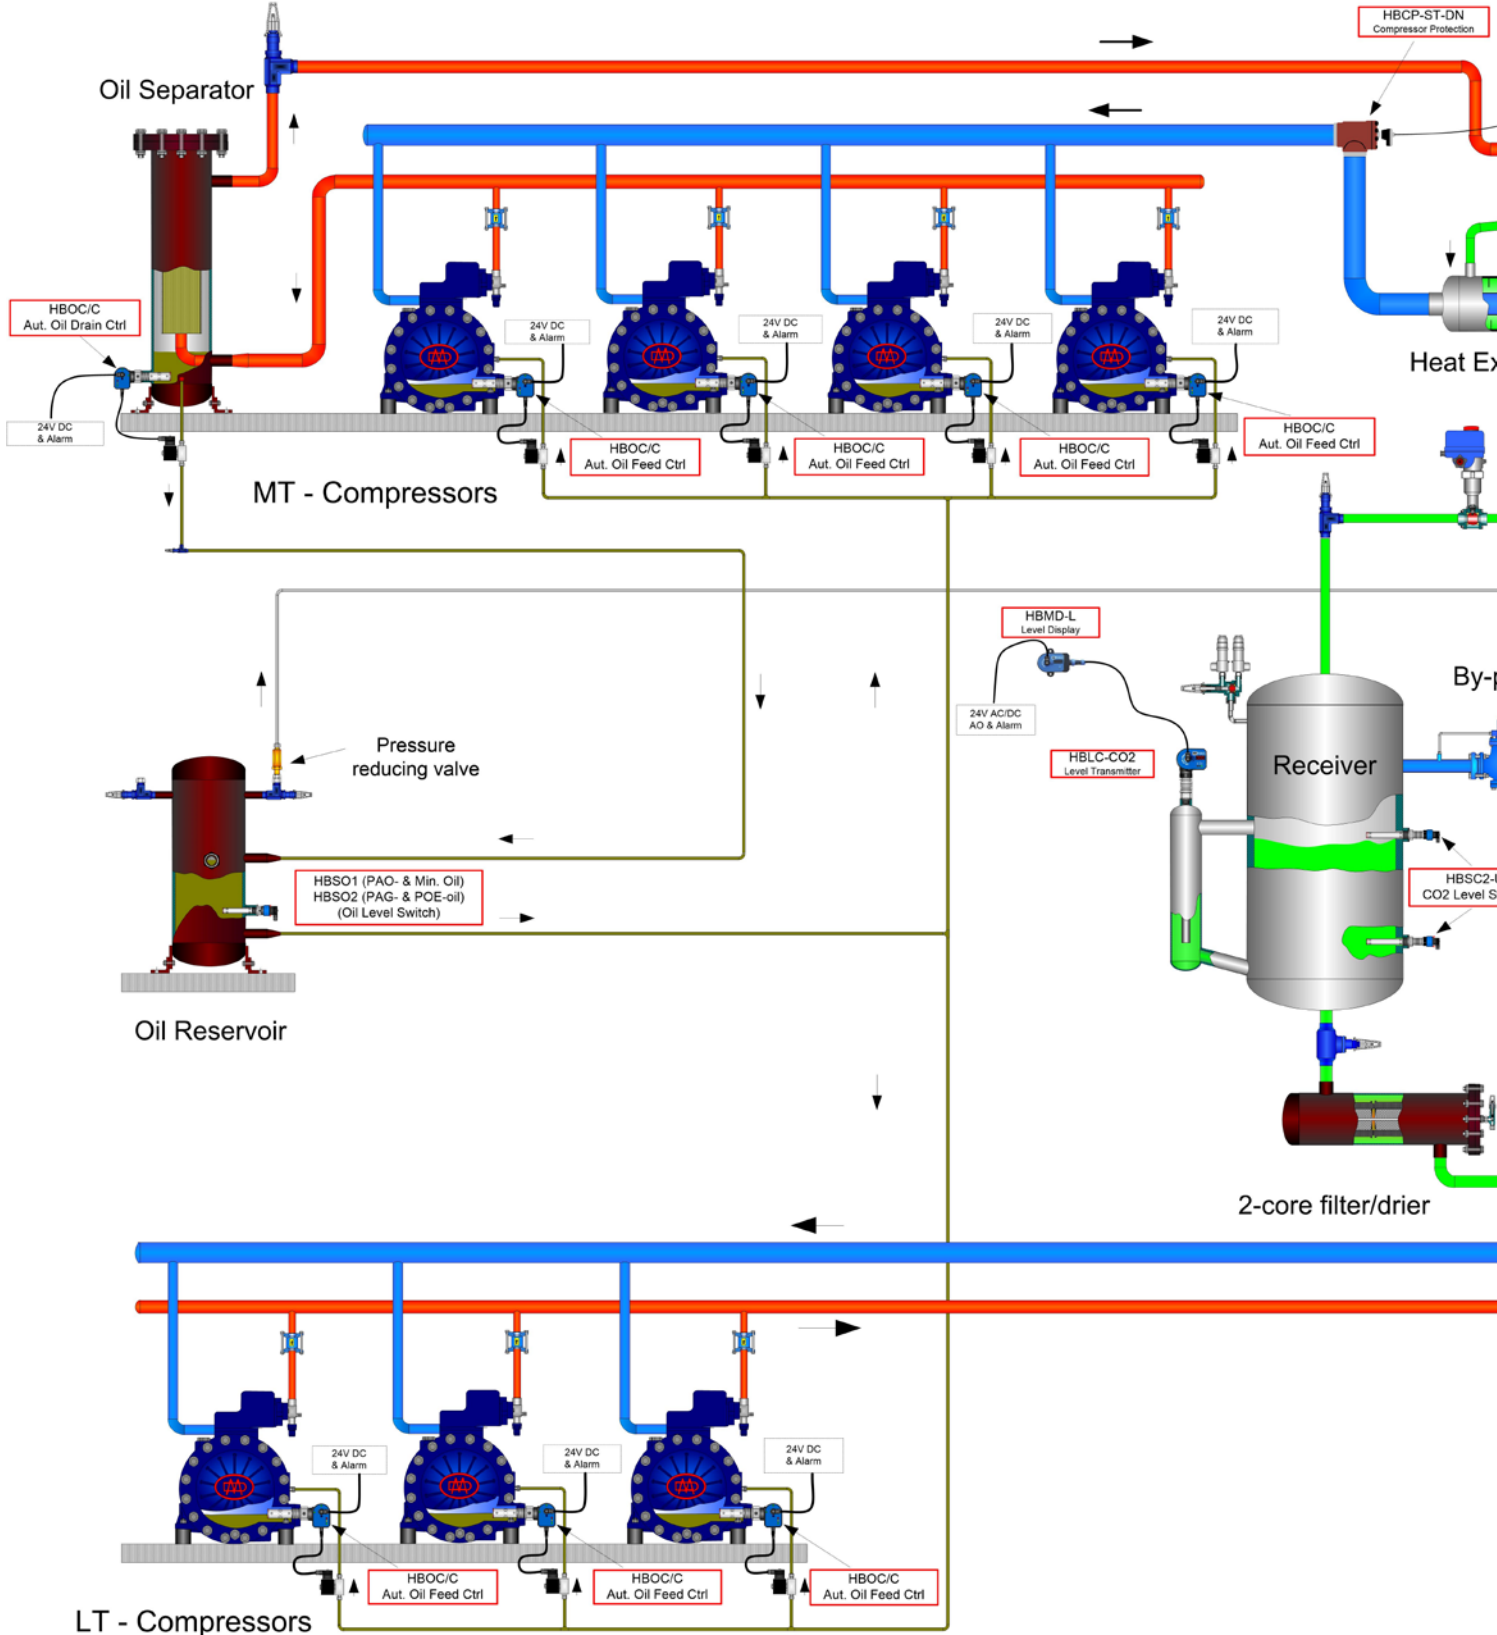 HBCP-ST-DN
Compressor Protection
Oil Separator
HBOC/C
Aut. Oil Drain Ctrl
24V DC
& Alarm
24V DC
& Alarm
24V DC
& Alarm
24V DC
& Alarm
24V DC
& Alarm
Heat Ex
HBOC/C
Aut. Oil Feed Ctrl
HBOC/C
Aut. Oil Feed Ctrl
HBOC/C
Aut. Oil Feed Ctrl
HBOC/C
Aut. Oil Feed Ctrl
MT - Compressors
HBMD-L
Level Display
By-p
24V AC/DC
AO & Alarm
Pressure
reducing valve
HBLC-CO2
Level Transmitter
Receiver
HBSO1 (PAO- & Min. Oil)
HBSO2 (PAG- & POE-oil)
(Oil Level Switch)
HBSC2-U
CO2 Level S
Oil Reservoir
2-core filter/drier
24V DC
& Alarm
24V DC
& Alarm
24V DC
& Alarm
HBOC/C
Aut. Oil Feed Ctrl
HBOC/C
Aut. Oil Feed Ctrl
HBOC/C
Aut. Oil Feed Ctrl
LT - Compressors